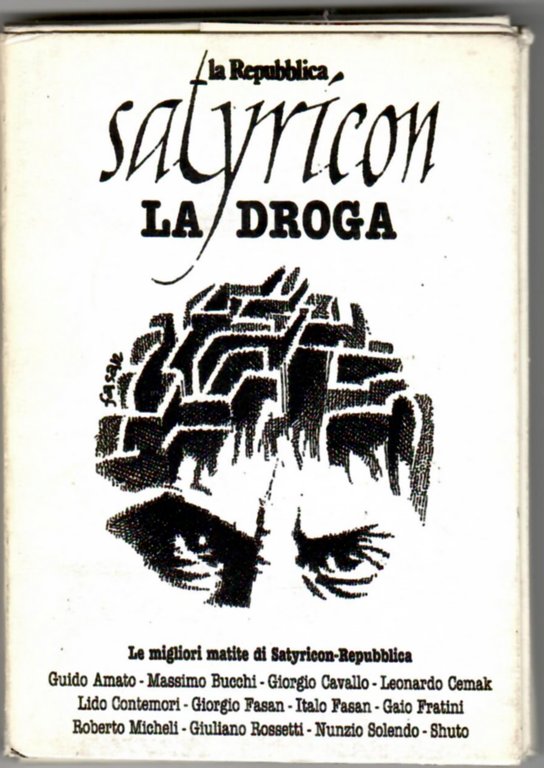 la Repubblica
satyricon
LA DROGA
fasan
Le migliori matite di Satyricon-Repubblica
Guido Amato - Massimo Bucchi - Giorgio Cavallo - Leonardo Cemak
Lido Contemori - Giorgio Fasan - Italo Fasan - Gaio Fratini
Roberto Micheli - Giuliano Rossetti - Nunzio Solendo - Shuto